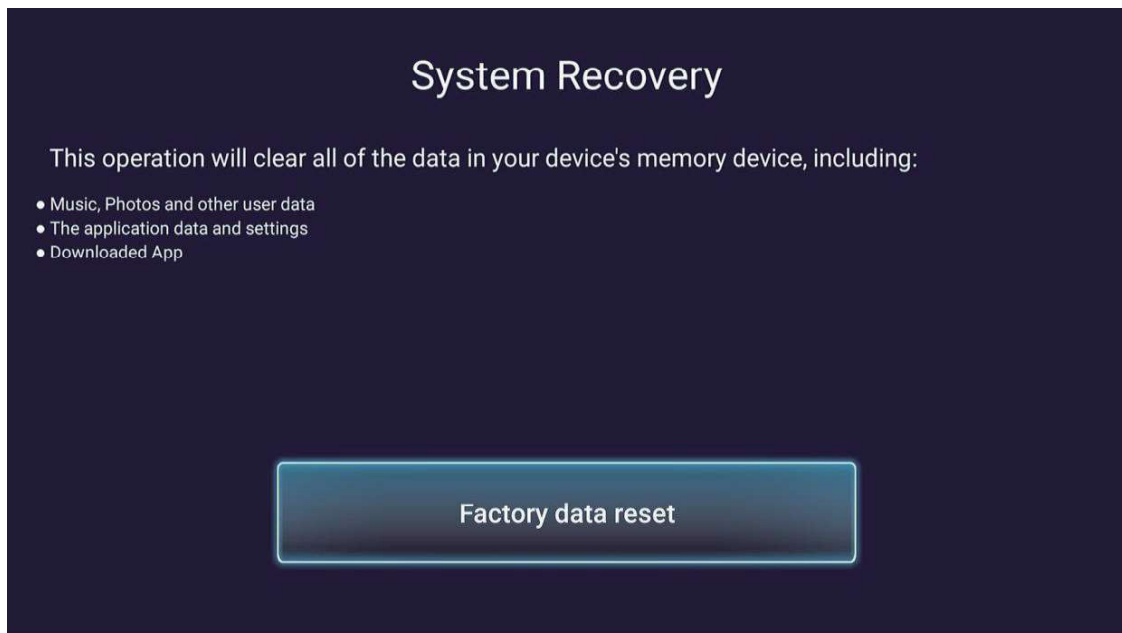 System Recovery
This operation will clear all of the data in your device's memory device, including:
● Music, Photos and other user data
● The application data and settings
● Downloaded App
Factory data reset